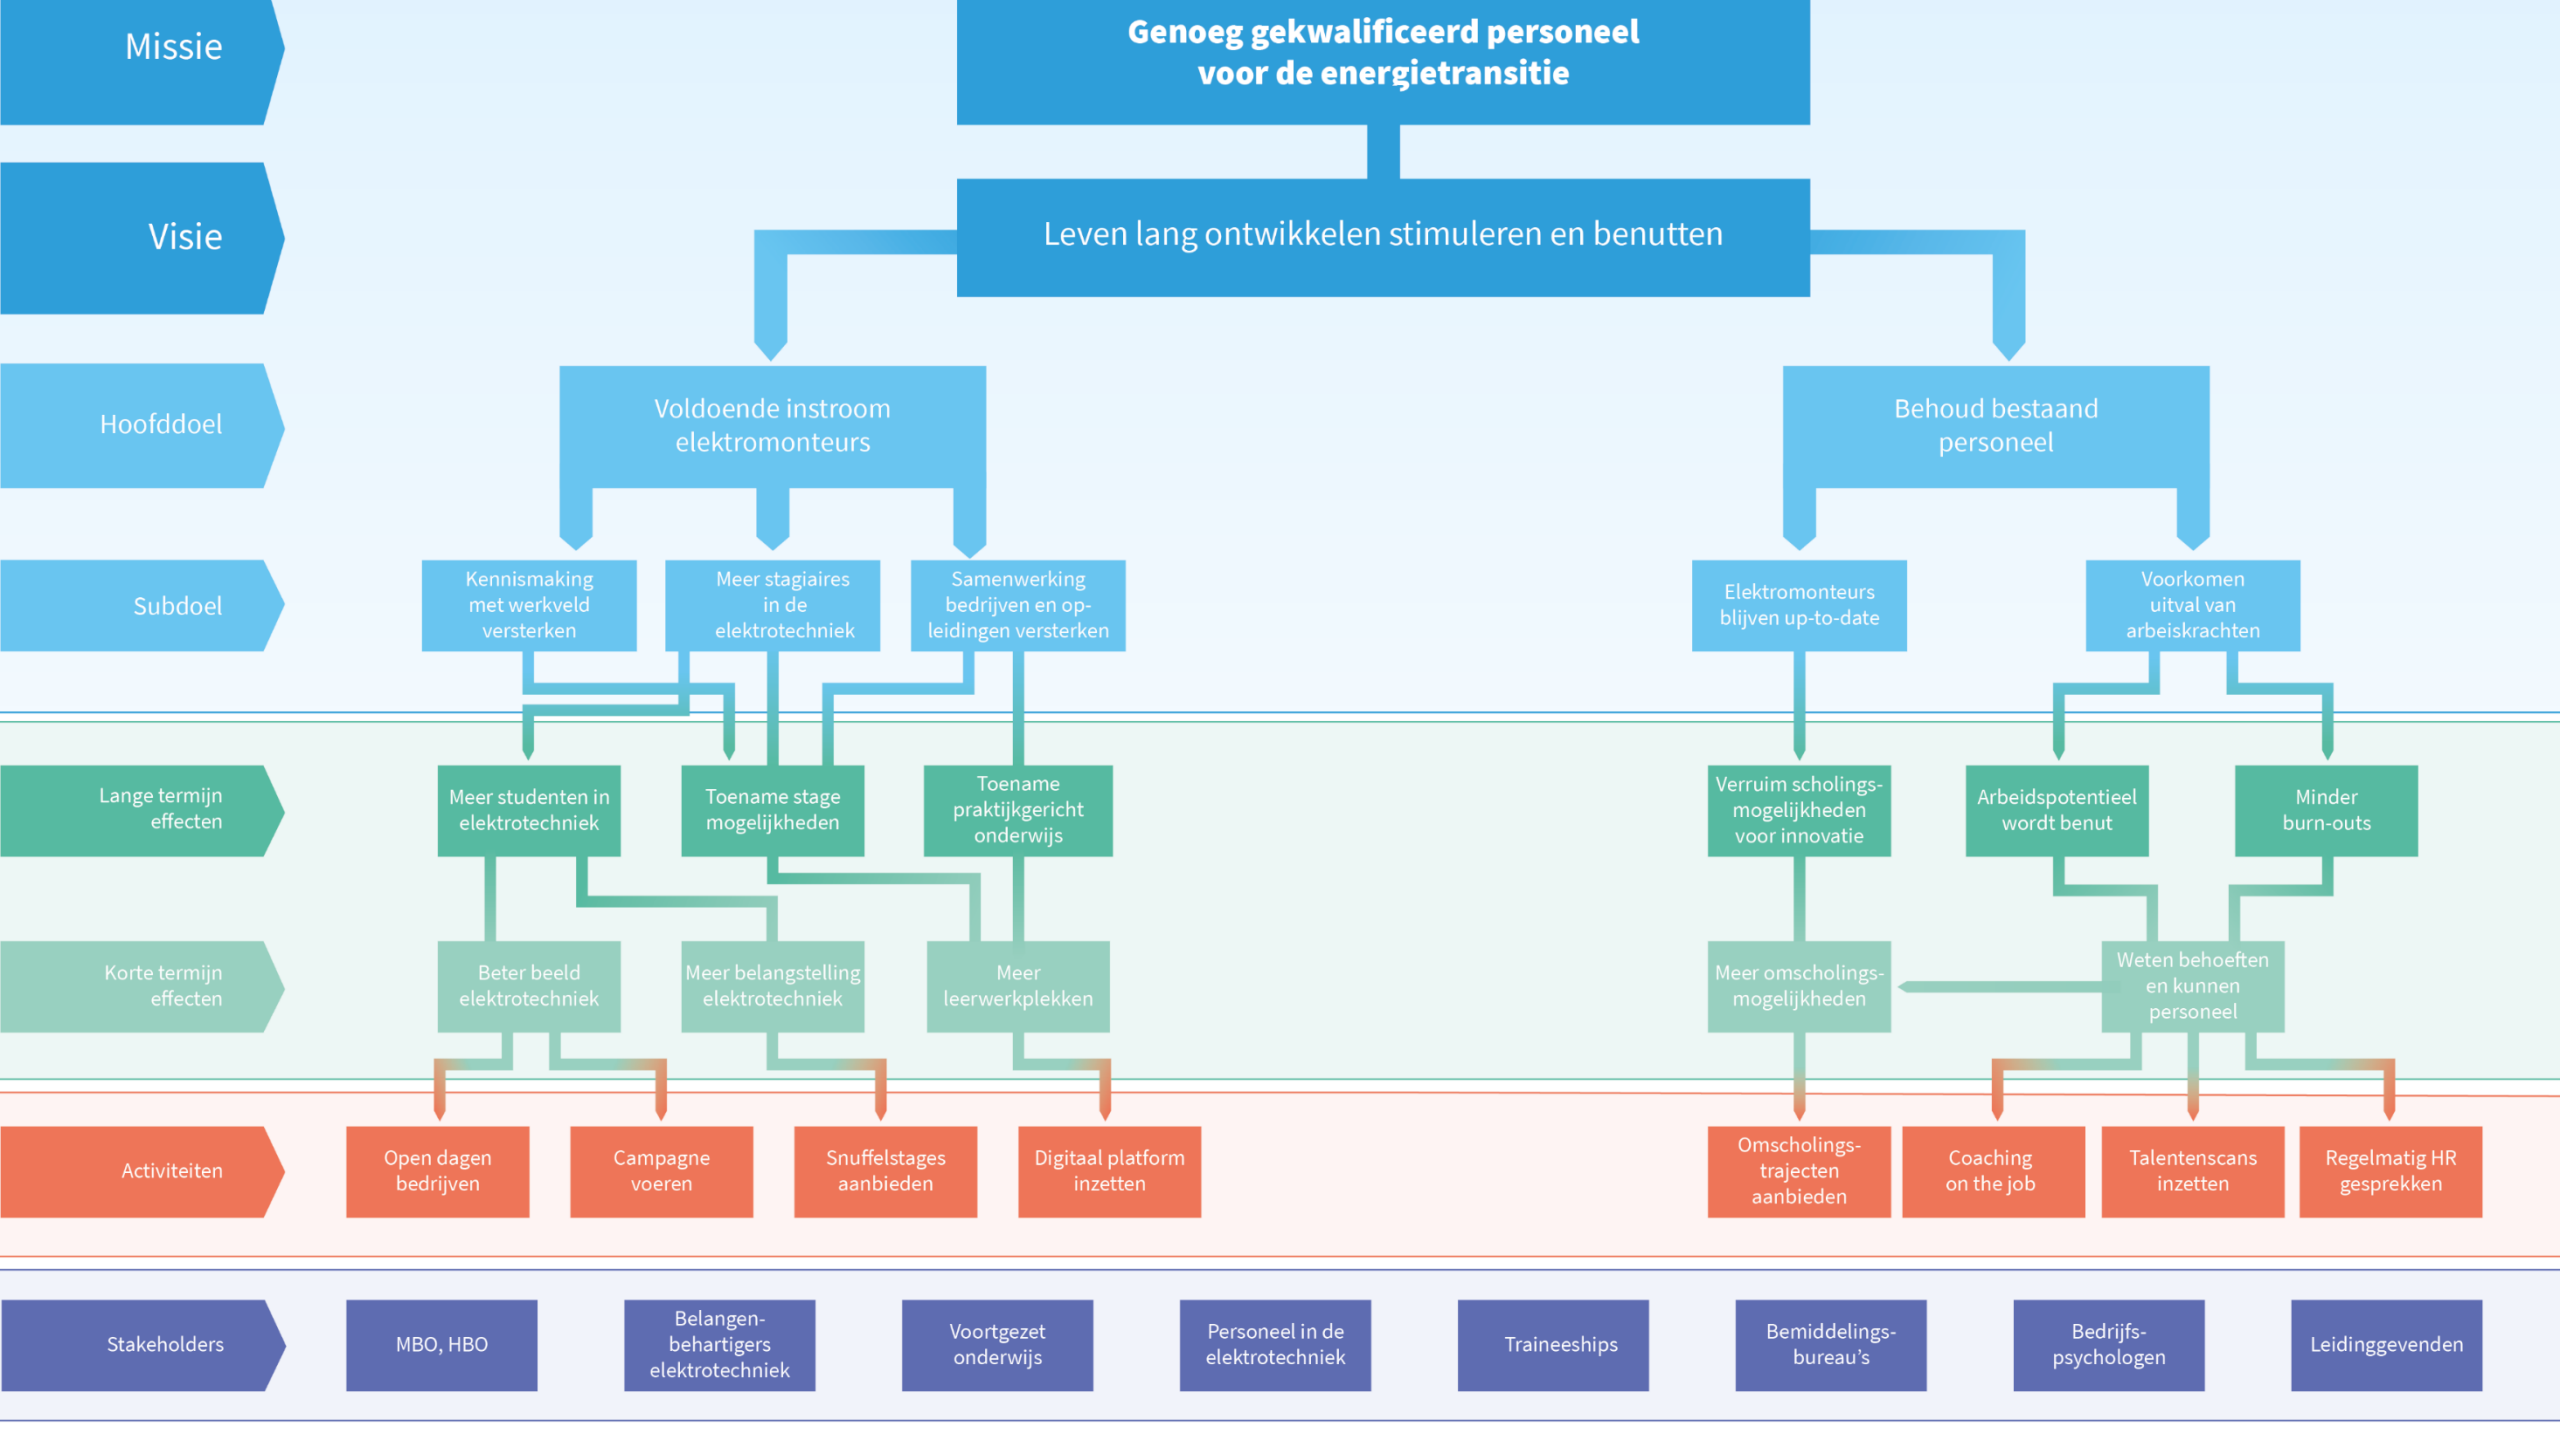 Missie
Genoeg gekwalificeerd personeel
voor de energietransitie
Visie
Leven lang ontwikkelen stimuleren en benutten
Hoofddoel
Voldoende instroom
elektromonteurs
Behoud bestaand
personeel
Subdoel
Kennismaking
met werkveld
versterken
Meer stagiaires
in de
elektrotechniek
Samenwerking
bedrijven en op-
leidingen versterken
Elektromonteurs
blijven up-to-date
Voorkomen
uitval van
arbeiskrachten
Lange termijn
effecten
Meer studenten in
elektrotechniek
Toename stage
mogelijkheden
Toename
praktijkgericht
onderwijs
Verruim scholings-
mogelijkheden
voor innovatie
Arbeidspotentieel
wordt benut
Minder
burn-outs
Korte termijn
effecten
Beter beeld
elektrotechniek
Meer belangstelling
elektrotechniek
Meer
leerwerkplekken
Meer omscholings-
mogelijkheden
Weten behoeften
en kunnen
personeel
Activiteiten
Open dagen
bedrijven
Campagne
voeren
Snuffelstages
aanbieden
Digitaal platform
inzetten
Omscholings-
trajecten
aanbieden
Coaching
on the job
Talentenscans
inzetten
Regelmatig HR
gesprekken
Stakeholders
MBO, HBO
Belangen-
behartigers
elektrotechniek
Voortgezet
onderwijs
Personeel in de
elektrotechniek
Traineeships
Bemiddelings-
bureau’s
Bedrijfs-
psychologen
Leidinggevenden